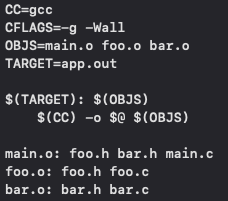 CC=gcc
CFLAGS=-g -Wall
OBJS=main.o foo.o bar.o
TARGET=app.out

$(TARGET): $(OBJS)
    $(CC) -o $@ $(OBJS)

main.o: foo.h bar.h main.c
foo.o: foo.h foo.c
bar.o: bar.h bar.c